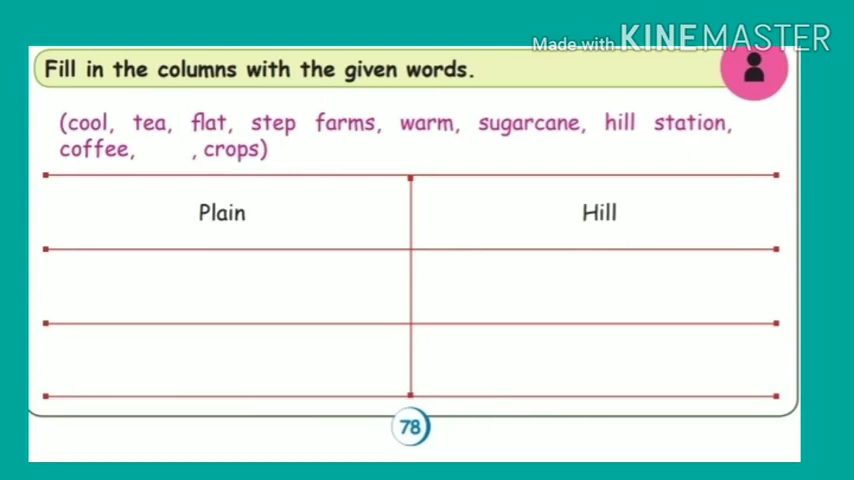 Made with KINEMASTER
Fill in the columns with the given words.
(cool, tea, flat, step farms, warm, sugarcane, hill station,
coffee, , crops)
Plain Hill
78